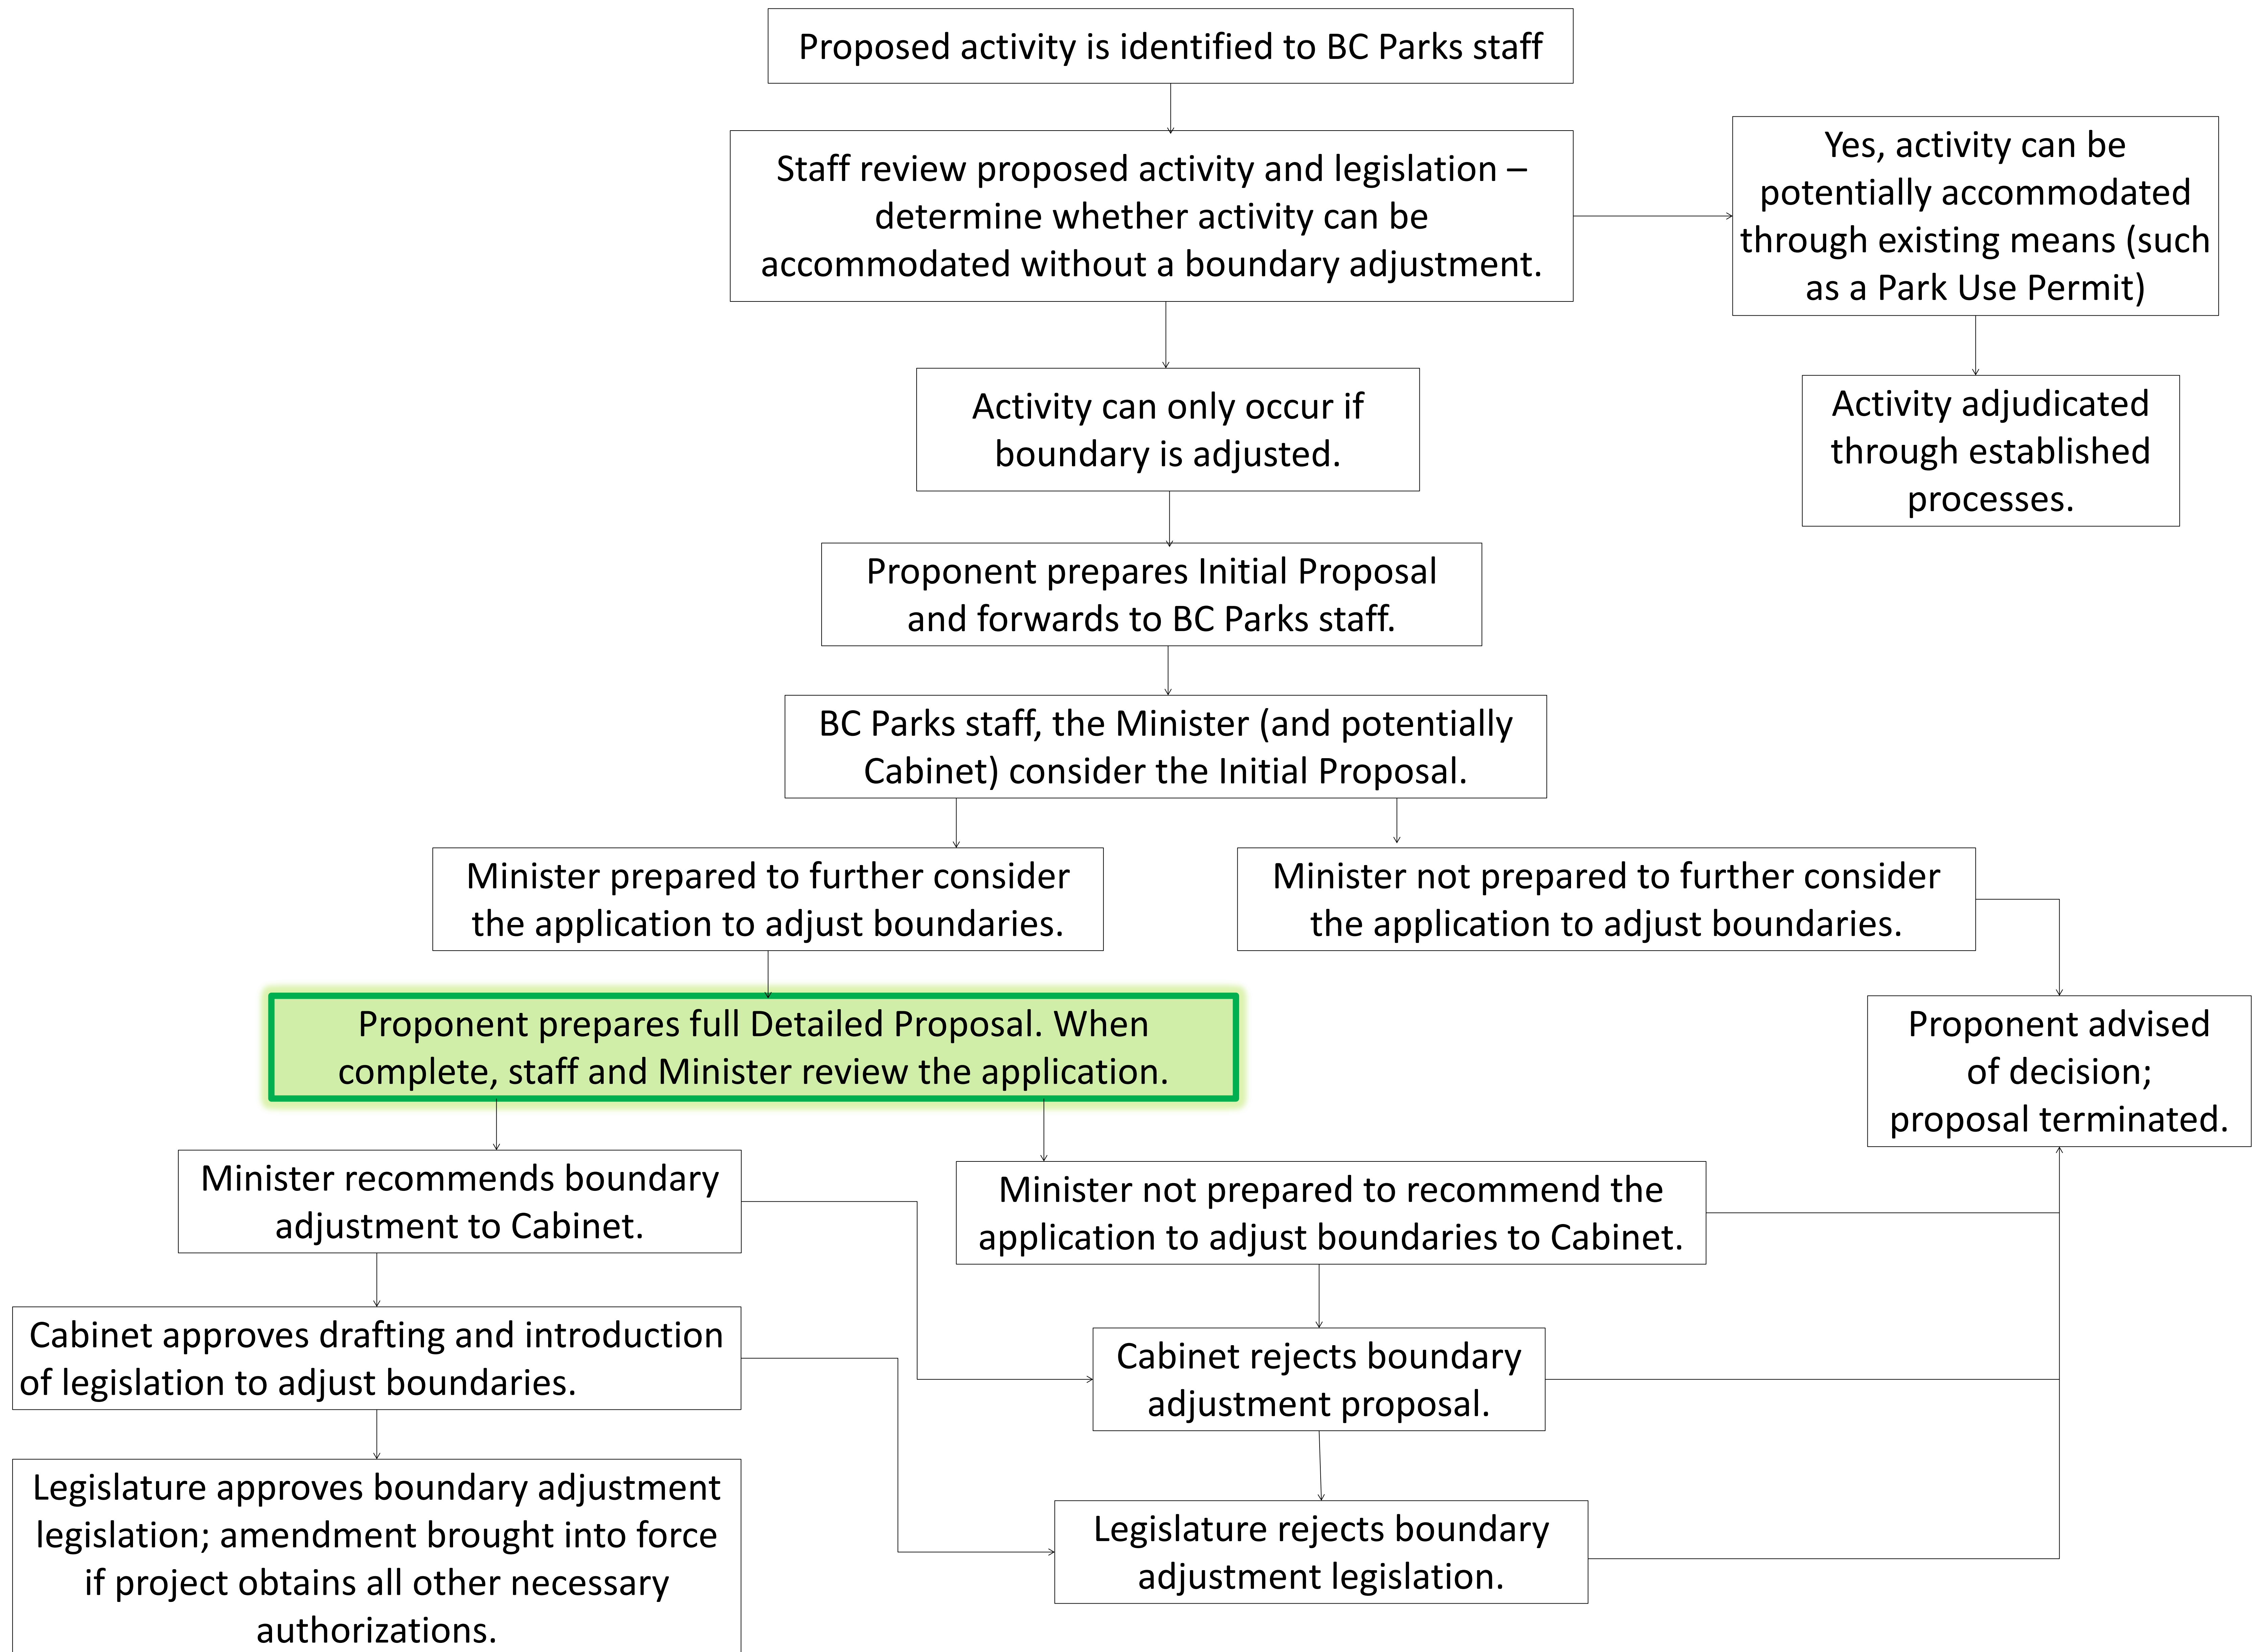 Proposed activity is identified to BC Parks staff
Staff review proposed activity and legislation –
determine whether activity can be
accommodated without a boundary adjustment.
Yes, activity can be
potentially accommodated
through existing means (such
as a Park Use Permit)
Activity can only occur if
boundary is adjusted.
Activity adjudicated
through established
processes.
Proponent prepares Initial Proposal
and forwards to BC Parks staff.
BC Parks staff, the Minister (and potentially
Cabinet) consider the Initial Proposal.
Minister prepared to further consider
the application to adjust boundaries.
Minister not prepared to further consider
the application to adjust boundaries.
Proponent prepares full Detailed Proposal. When
complete, staff and Minister review the application.
Proponent advised
of decision;
proposal terminated.
Minister recommends boundary
adjustment to Cabinet.
Minister not prepared to recommend the
application to adjust boundaries to Cabinet.
Cabinet approves drafting and introduction
of legislation to adjust boundaries.
Cabinet rejects boundary
adjustment proposal.
Legislature approves boundary adjustment
legislation; amendment brought into force
if project obtains all other necessary
authorizations.
Legislature rejects boundary
adjustment legislation.